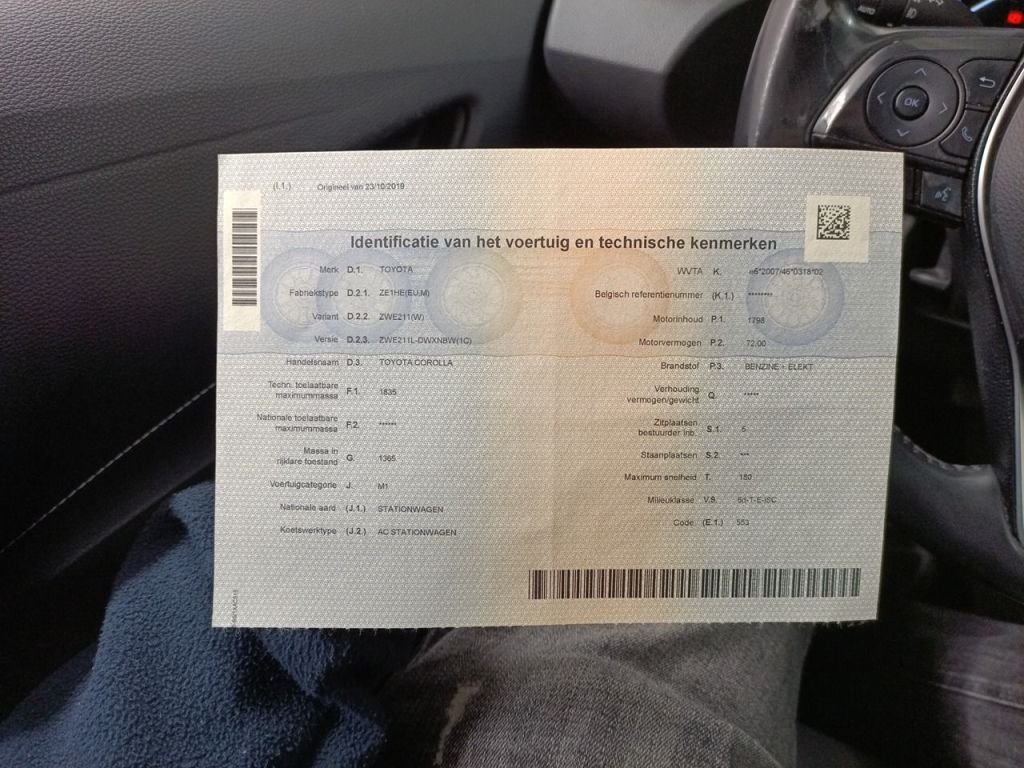 AUTO
OK
(I.1.) Origineel van 23/10/2019
Identificatie van het voertuig en technische kenmerken
Merk D.1. TOYOTA
Fabriekstype D.2.1. ZE1HE(EU,M)
Variant D.2.2. ZWE211(W)
Versie D.2.3. ZWE211L-DWXNBW(1C)
Handelsnaam D.3. TOYOTA COROLLA
Techn. toelaatbare
maximummassa F.1. 1835
Nationale toelaatbare
maximummassa F.2. ******
Massa in
rijklare toestand G. 1365
Voertuigcategorie J. M1
Nationale aard (J.1.) STATIONWAGEN
Koetswerktype (J.2.) AC STATIONWAGEN
WVTA K. e6*2007/46*0318*02
Belgisch referentienummer (K.1.) ********
Motorinhoud P.1. 1798
Motorvermogen P.2. 72.00
Brandstof P.3. BENZINE + ELEKT
Verhouding
vermogen/gewicht Q. *****
Zitplaatsen
bestuurder inb. S.1. 5
Staanplaatsen S.2. ***
Maximum snelheid T. 180
Milieuklasse V.9. 6d-T-E-ISC
Code (E.1.) 553